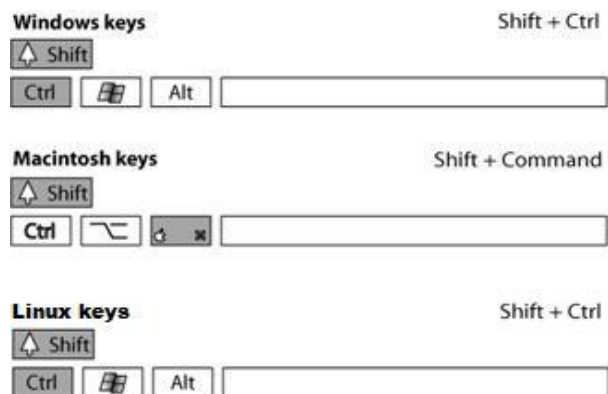 Windows keys Shift + Ctrl
Shift
Ctrl Alt
Macintosh keys Shift + Command
Shift
Ctrl
Linux keys Shift + Ctrl
Shift
Ctrl Alt